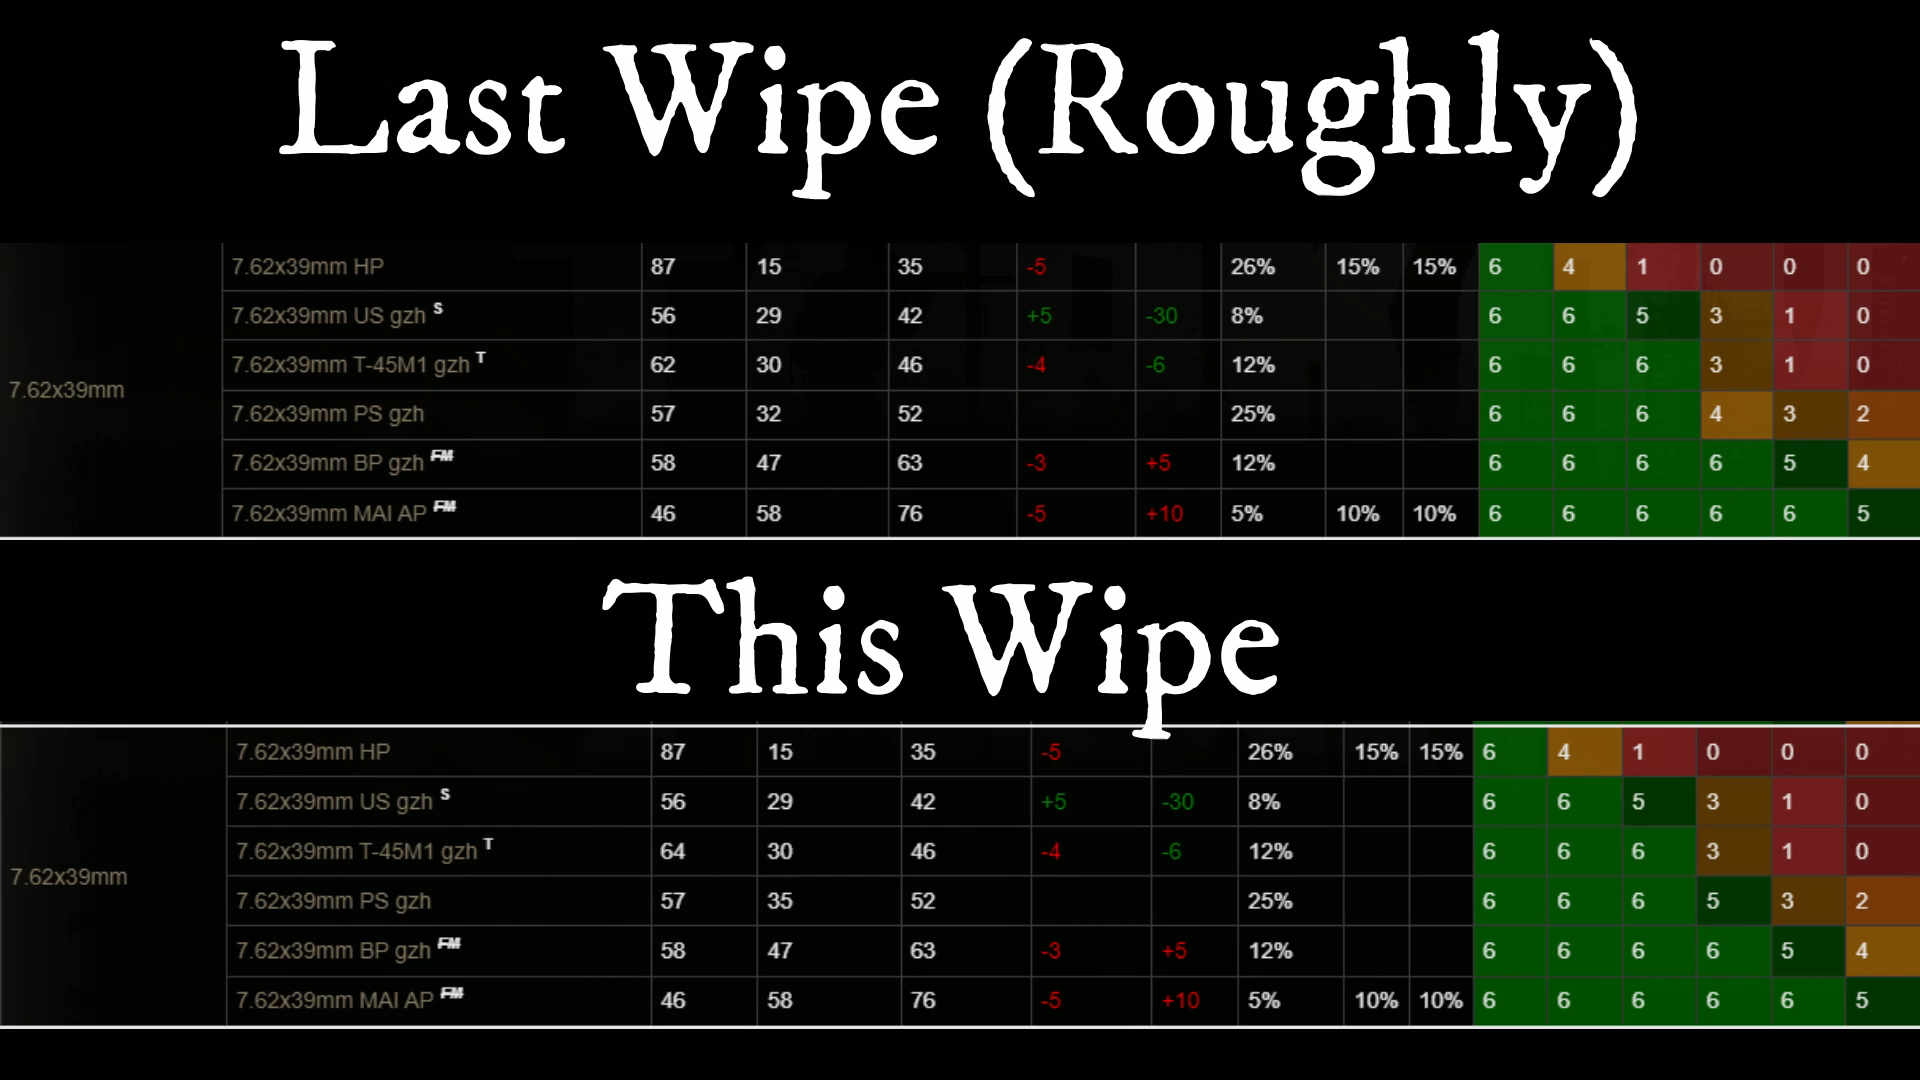 Last Wipe (Roughly)
7.62x39mm HP 87 15 35 -5 26% 15% 15% 6 4 1 0 0 0
7.62x39mm US gzh S 56 29 42 +5 -30 8% 6 6 5 3 1 0
7.62x39mm T-45M1 gzh T 62 30 46 -4 -6 12% 6 6 6 3 1 0
7.62x39mm
7.62x39mm PS gzh 57 32 52 25% 6 6 6 4 3 2
7.62x39mm BP gzh FM 58 47 63 -3 +5 12% 6 6 6 6 5 4
7.62x39mm MAI AP FM 46 58 76 -5 +10 5% 10% 10% 6 6 6 6 6 5
This Wipe
7.62x39mm HP 87 15 35 -5 26% 15% 15% 6 4 1 0 0 0
7.62x39mm US gzh S 56 29 42 +5 -30 8% 6 6 5 3 1 0
7.62x39mm T-45M1 gzh T 64 30 46 -4 -6 12% 6 6 6 3 1 0
7.62x39mm
7.62x39mm PS gzh 57 35 52 25% 6 6 6 5 3 2
7.62x39mm BP gzh FM 58 47 63 -3 +5 12% 6 6 6 6 5 4
7.62x39mm MAI AP FM 46 58 76 -5 +10 5% 10% 10% 6 6 6 6 6 5